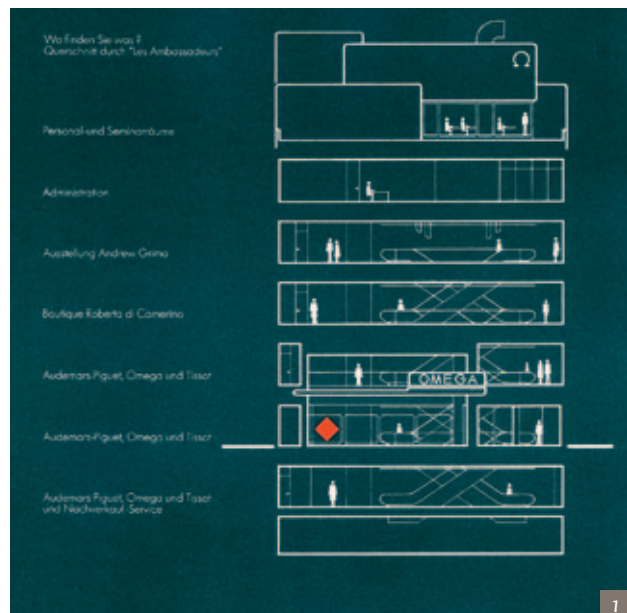 Wo finden Sie was ?
Querschnitt durch "Les Ambassadeurs"
Ω
Personal-und Seminarräume
Administration
Ausstellung Andrew Grima
Boutique Roberta di Camerino
Audemars-Piguet, Omega und Tissot
OMEGA
Audemars-Piguet, Omega und Tissot
Audemars-Piguet, Omega und Tissot
und Nachverkauf-Service
1